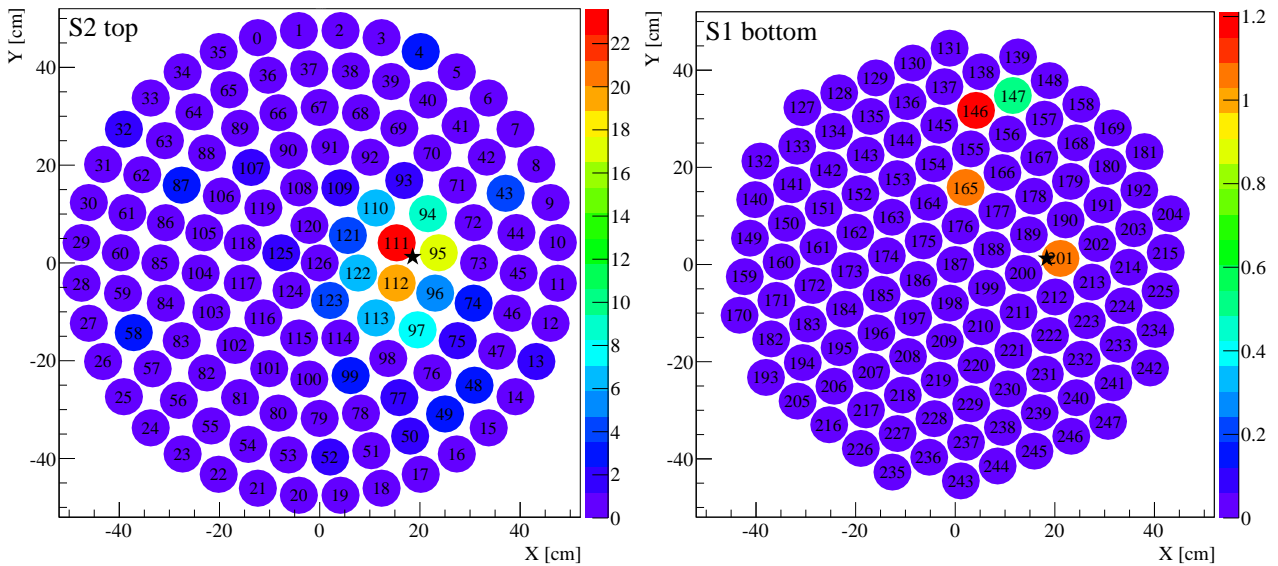 S2 top
Y [cm]
40
20
0
-20
-40
-40 -20 0 20 40
X [cm]
0 1 2 3 4 5 6 7 8 9 10 11 12 13 14 15 16 17 18 19 20 21 22 23 24 25 26 27 28 29 30 31 32 33 34 35
36 37 38 39 40 41 42 43 44 45 46 47 48 49 50 51 52 53 54 55 56 57 58 59 60 61 62 63 64 65
66 67 68 69 70 71 72 73 74 75 76 77 78 79 80 81 82 83 84 85 86 87 88 89
90 91 92 93 94 95 96 97 98 99 100 101 102 103 104 105 106 107
108 109 110 111 112 113 114 115 116 117 118 119
120 121 122 123 124 125
126
22
20
18
16
14
12
10
8
6
4
2
0
S1 bottom
Y [cm]
40
20
0
-20
-40
-40 -20 0 20 40
X [cm]
127 128 129 130 131
132 133 134 135 136 137 138 139
140 141 142 143 144 145 146 147 148
149 150 151 152 153 154 155 156 157 158
159 160 161 162 163 164 165 166 167 168 169
170 171 172 173 174 175 176 177 178 179 180 181
182 183 184 185 186 187 188 189 190 191 192
193 194 195 196 197 198 199 200 201 202 203 204
205 206 207 208 209 210 211 212 213 214 215
216 217 218 219 220 221 222 223 224 225
226 227 228 229 230 231 232 233 234
235 236 237 238 239 240 241 242
243 244 245 246 247
1.2
1
0.8
0.6
0.4
0.2
0